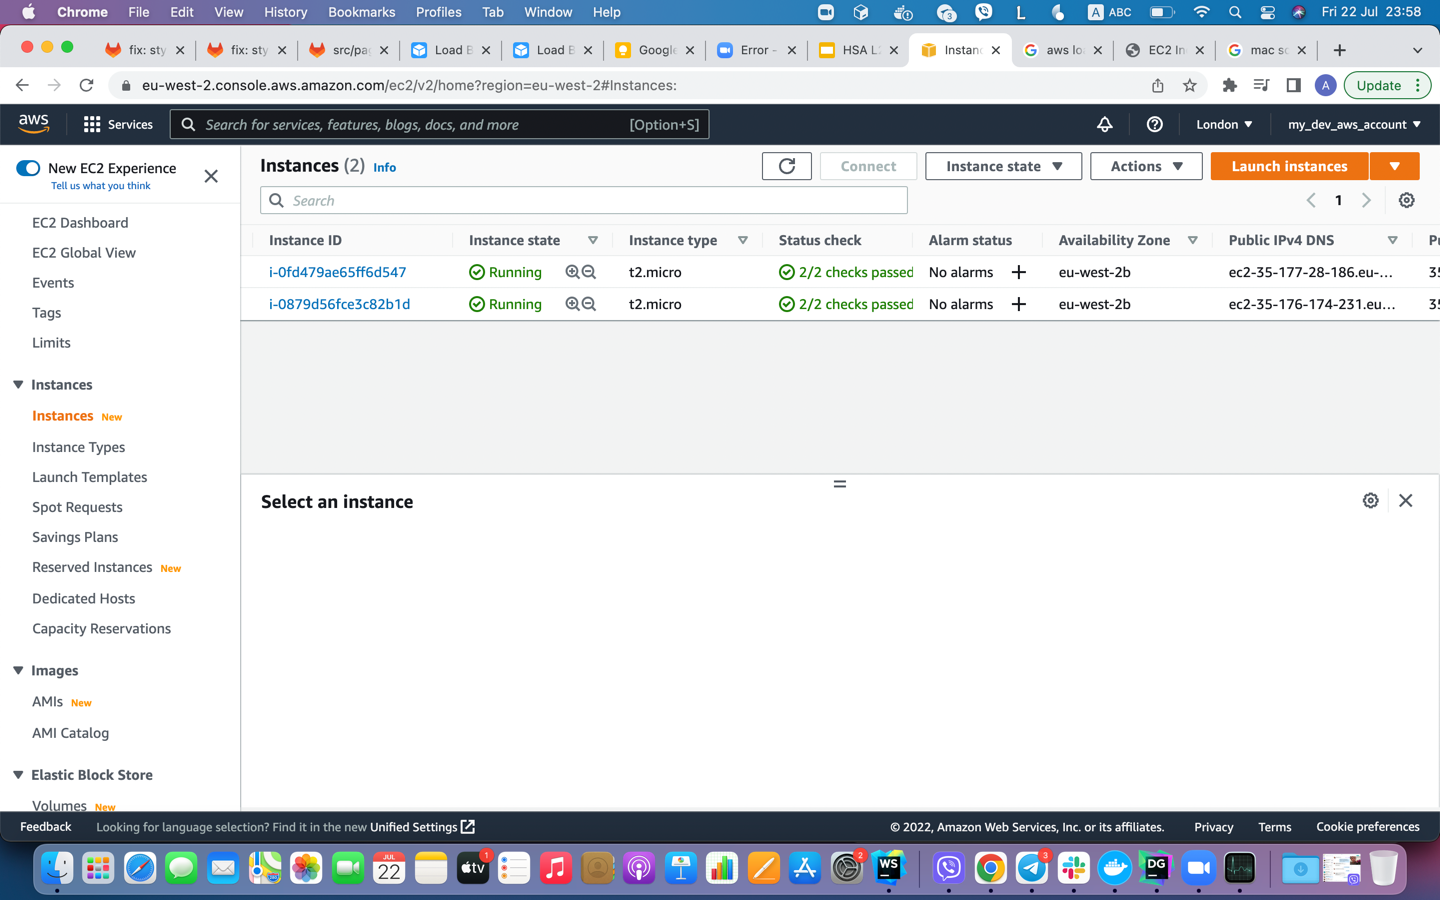 Chrome File Edit View History Bookmarks Profiles Tab Window Help
3 L A ABC Fri 22 Jul 23:58
fix: sty fix: sty src/pa Load B Load B Google Error - HSA L Instanc aws lo EC2 In mac sc
eu-west-2.console.aws.amazon.com/ec2/v2/home?region=eu-west-2#Instances: A Update
aws Services Search for services, features, blogs, docs, and more [Option+S] London my_dev_aws_account
New EC2 Experience
Tell us what you think
EC2 Dashboard
EC2 Global View
Events
Tags
Limits
Instances
Instances New
Instance Types
Launch Templates
Spot Requests
Savings Plans
Reserved Instances New
Dedicated Hosts
Capacity Reservations
Images
AMIs New
AMI Catalog
Elastic Block Store
Volumes New
Instances (2) Info Connect Instance state Actions Launch instances
Search 1
Instance ID Instance state Instance type Status check Alarm status Availability Zone Public IPv4 DNS
i-0fd479ae65ff6d547 Running t2.micro 2/2 checks passed No alarms eu-west-2b ec2-35-177-28-186.eu-...
i-0879d56fce3c82b1d Running t2.micro 2/2 checks passed No alarms eu-west-2b ec2-35-176-174-231.eu...
Select an instance
Feedback Looking for language selection? Find it in the new Unified Settings © 2022, Amazon Web Services, Inc. or its affiliates. Privacy Terms Cookie preferences
JUL
22 tv 1 2 WS 3 DG